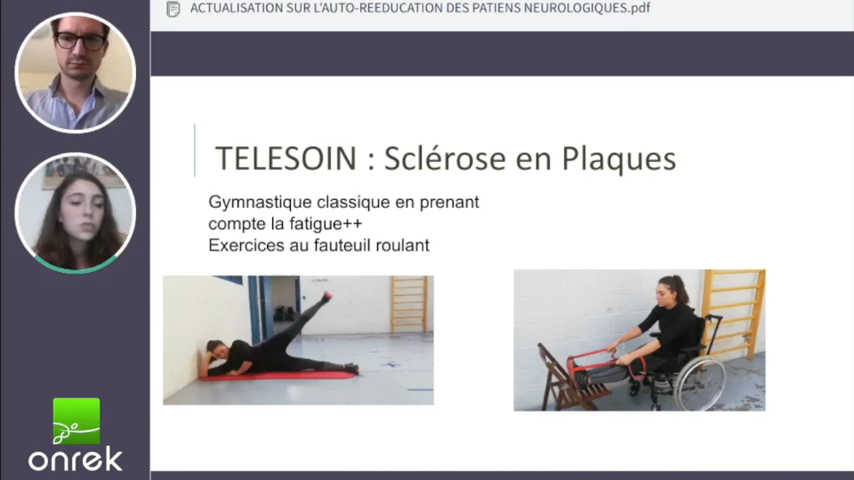 ACTUALISATION SUR L'AUTO-REEDUCATION DES PATIENS NEUROLOGIQUES.pdf
TELESOIN : Sclérose en Plaques
Gymnastique classique en prenant
compte la fatigue++
Exercices au fauteuil roulant
onrek